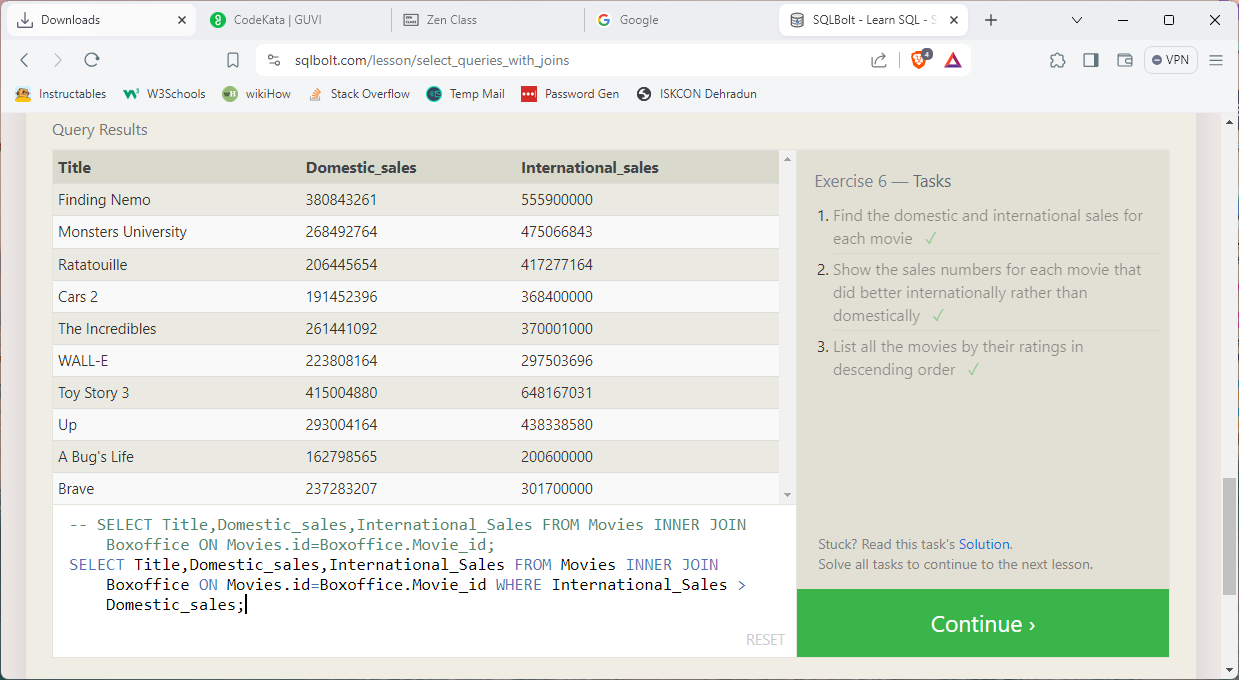 Downloads
CodeKata | GUVI
Zen Class
Google
SQLBolt - Learn SQL - S
sqlbolt.com/lesson/select_queries_with_joins
4
VPN
Instructables
W3Schools
wikiHow
Stack Overflow
Temp Mail
Password Gen
ISKCON Dehradun
Query Results
Title Domestic_sales International_sales
Finding Nemo 380843261 555900000
Monsters University 268492764 475066843
Ratatouille 206445654 417277164
Cars 2 191452396 368400000
The Incredibles 261441092 370001000
WALL-E 223808164 297503696
Toy Story 3 415004880 648167031
Up 293004164 438338580
A Bug's Life 162798565 200600000
Brave 237283207 301700000
-- SELECT Title,Domestic_sales,International_Sales FROM Movies INNER JOIN
Boxoffice ON Movies.id=Boxoffice.Movie_id;
SELECT Title,Domestic_sales,International_Sales FROM Movies INNER JOIN
Boxoffice ON Movies.id=Boxoffice.Movie_id WHERE International_Sales >
Domestic_sales;
RESET
Exercise 6 — Tasks
1. Find the domestic and international sales for
each movie ✓
2. Show the sales numbers for each movie that
did better internationally rather than
domestically ✓
3. List all the movies by their ratings in
descending order ✓
Stuck? Read this task's Solution.
Solve all tasks to continue to the next lesson.
Continue ›